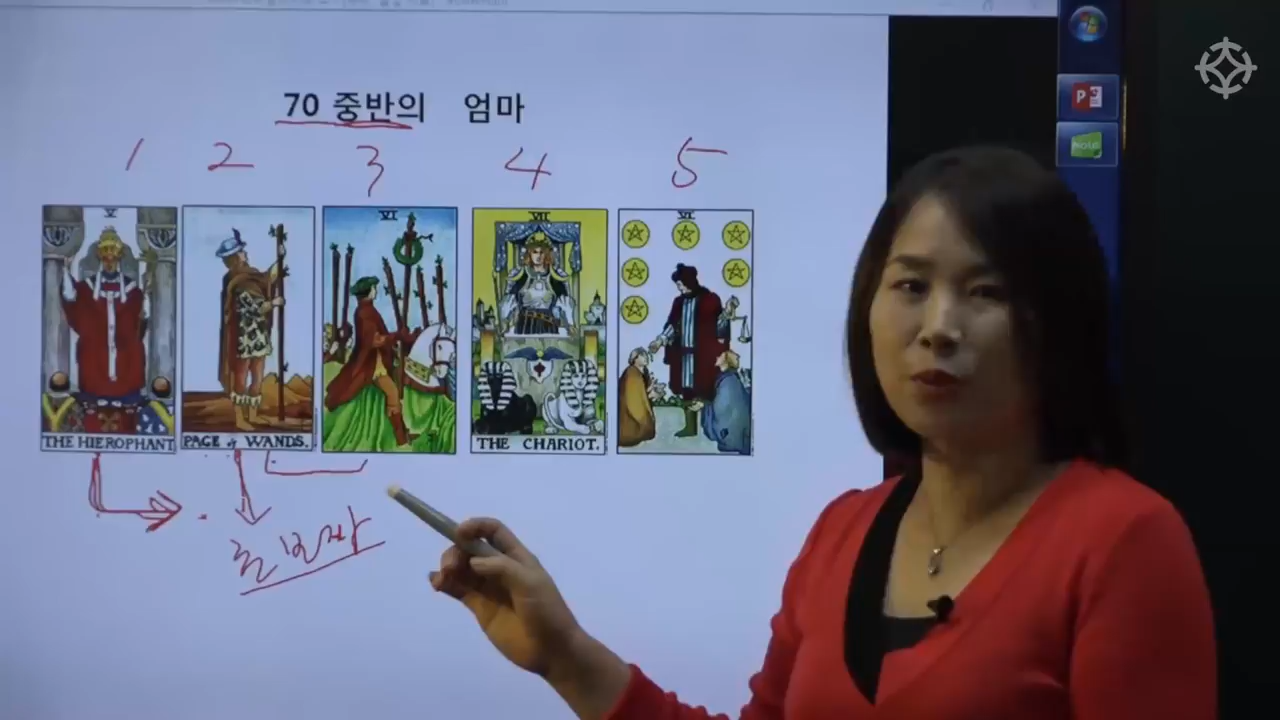 70 중반의 엄마
1 2 3 4 5
V VI VII VI
THE HIEROPHANT PAGE of WANDS. THE CHARIOT.
P